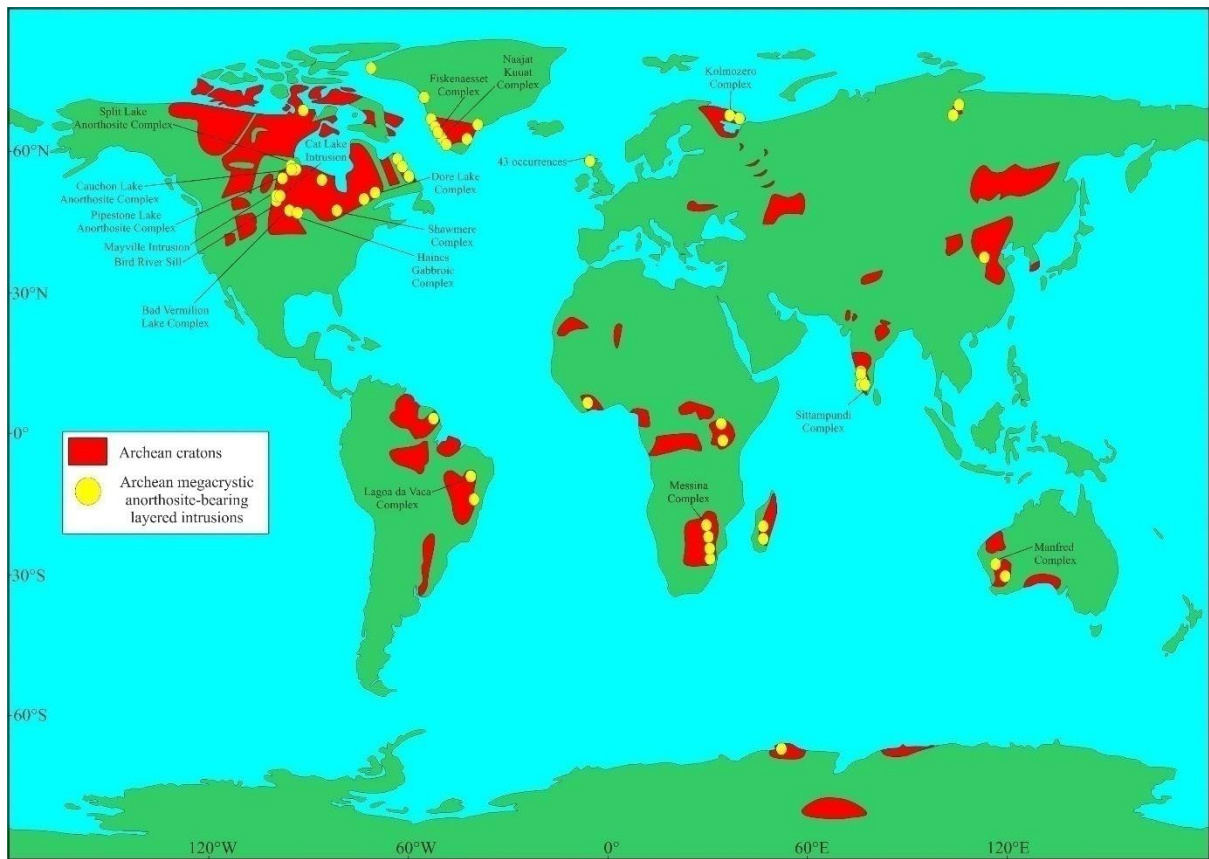 Naajat
Kuuat
Complex
Fiskenaesset
Complex
Kolmozero
Complex
Split Lake
Anorthosite Complex
Cat Lake
Intrusion
60°N
43 occurrences
Cauchon Lake
Anorthosite Complex
Dore Lake
Complex
Pipestone Lake
Anorthosite Complex
Mayville Intrusion
Bird River Sill
Shawmere
Complex
Haines
Gabbroic
Complex
30°N
Bad Vermilion
Lake Complex
Sittampundi
Complex
0°
Archean cratons
Archean megacrystic
anorthosite-bearing
layered intrusions
Lagoa da Vaca
Complex
Messina
Complex
Manfred
Complex
30°S
60°S
120°W
60°W
0°
60°E
120°E